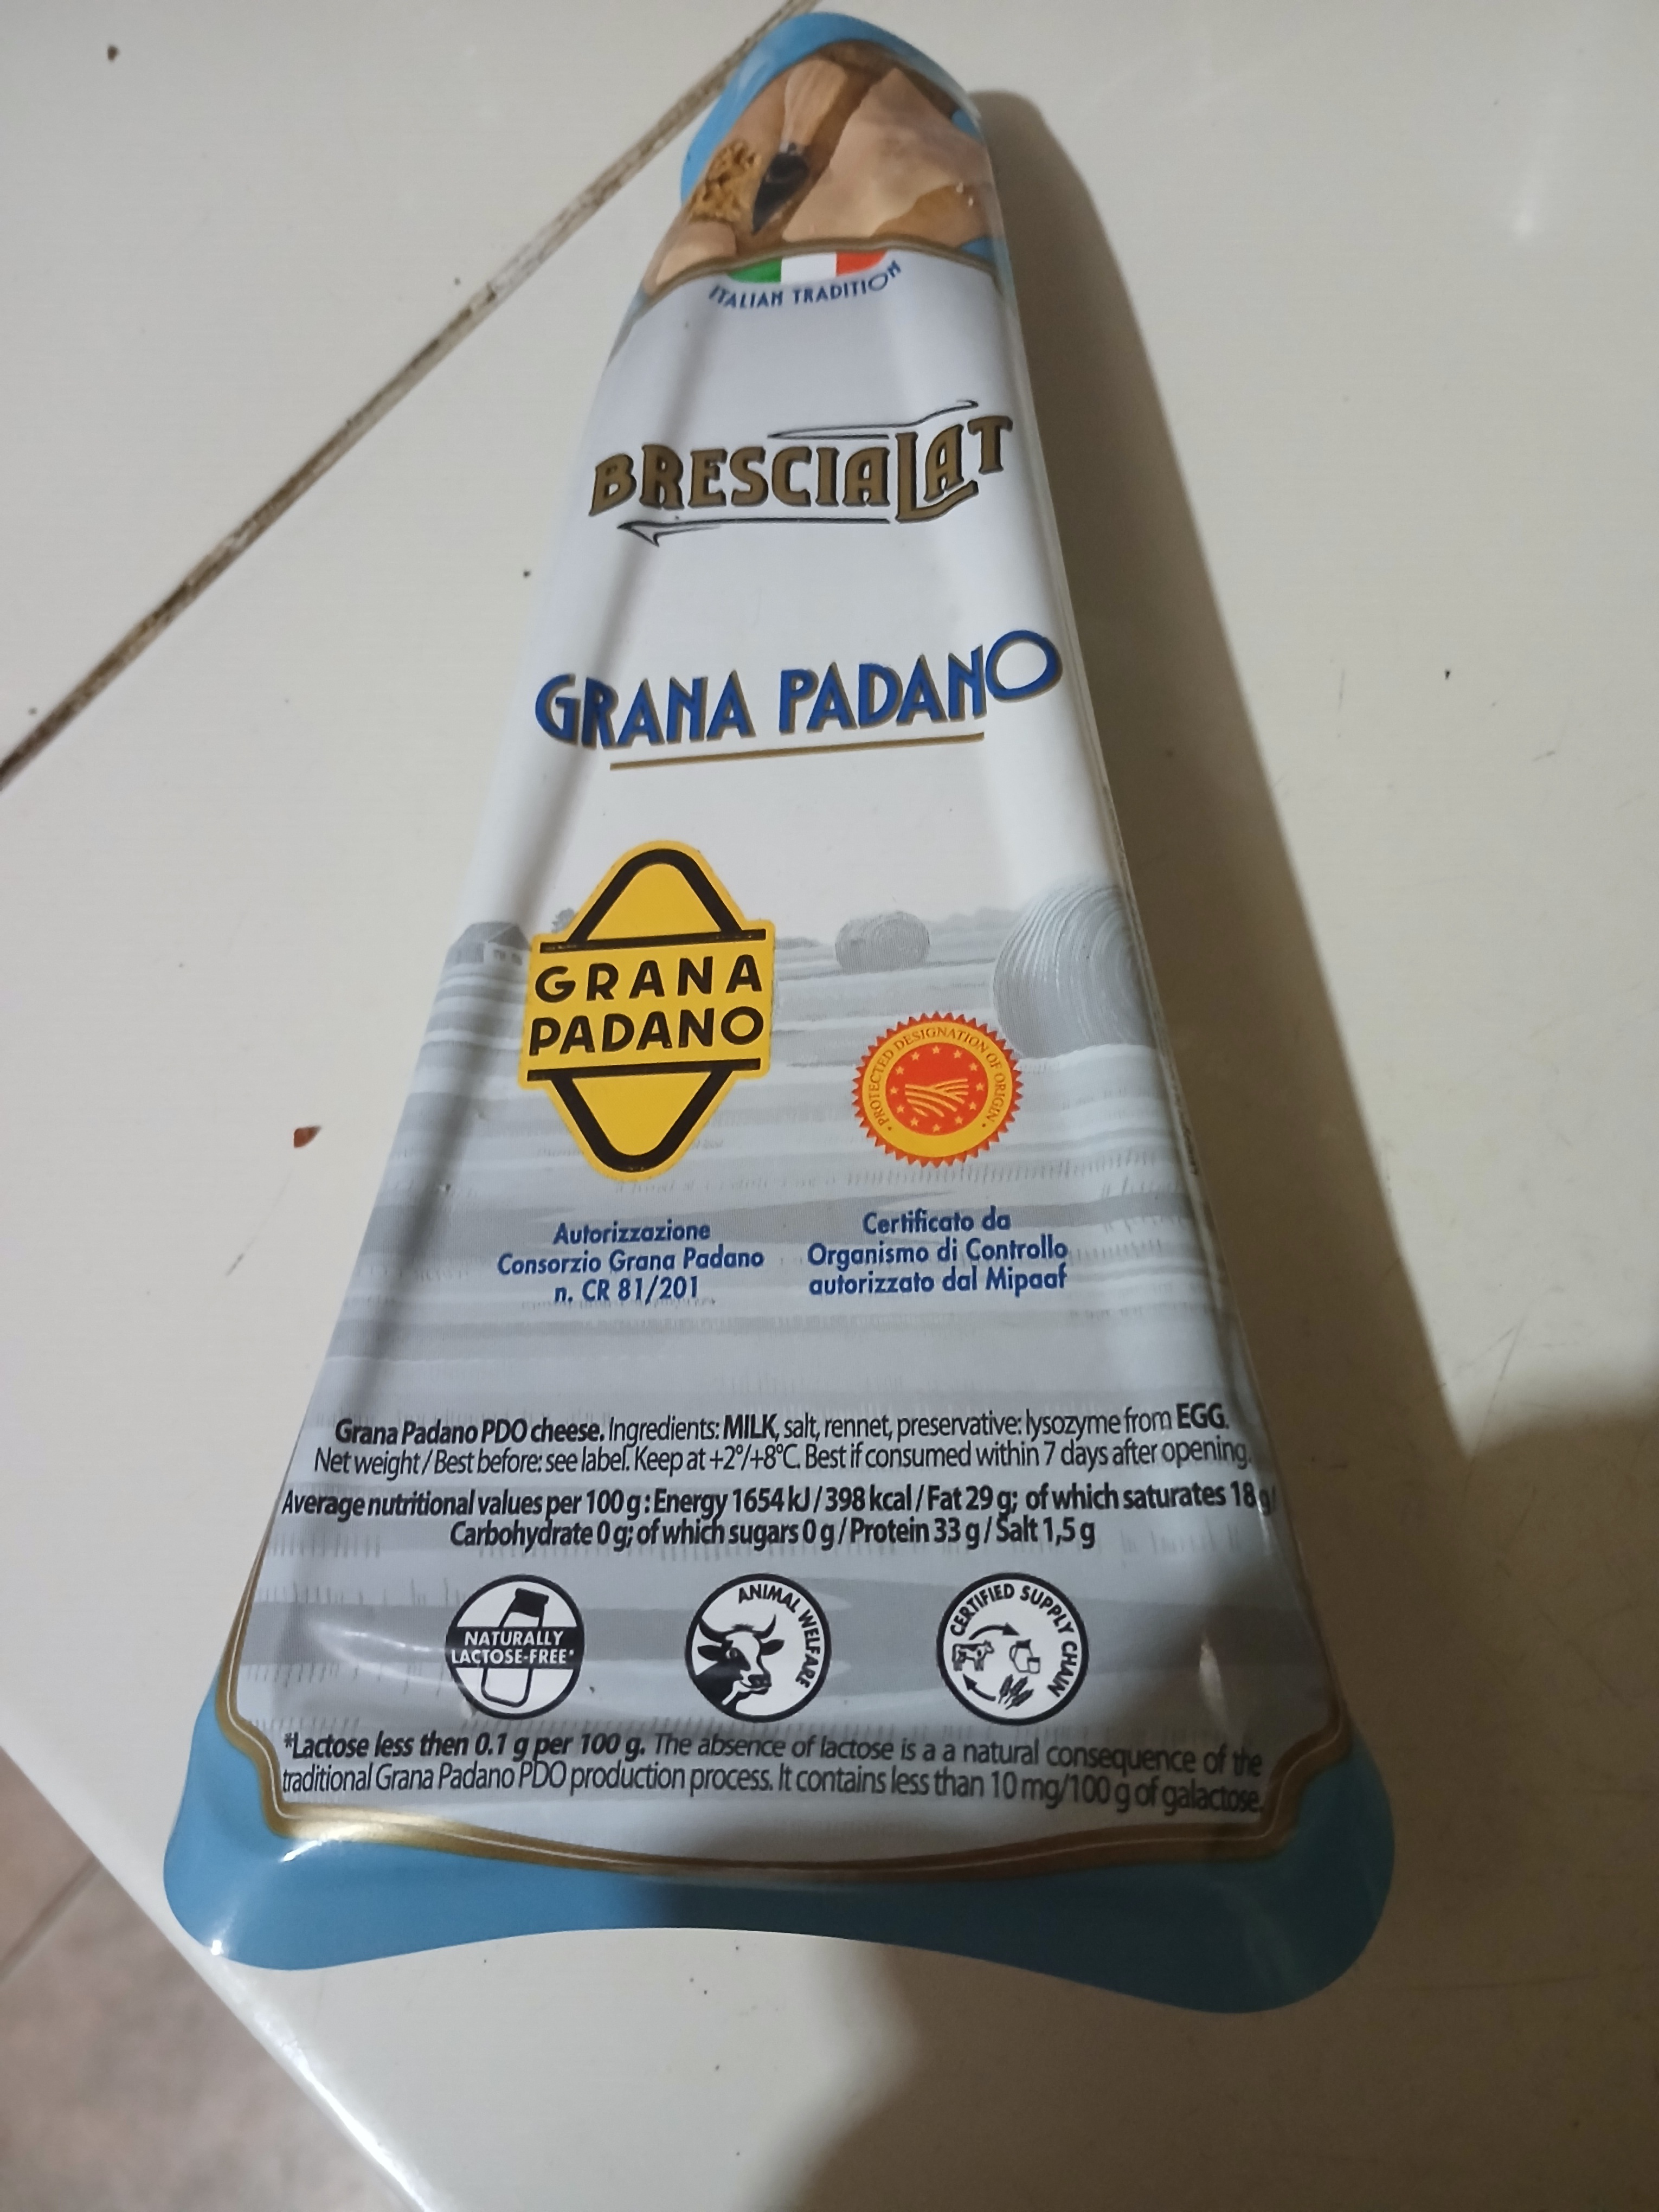 ITALIAN TRADITION
BRESCIALAT
GRANA PADANO
GRANA
PADANO
PROTECTED DESIGNATION OF ORIGIN
Autorizzazione
Consorzio Grana Padano
n. CR 81/201
Certificato da
Organismo di Controllo
autorizzato dal Mipaaf
Grana Padano PDO cheese. Ingredients: MILK, salt, rennet, preservative: lysozyme from EGG.
Net weight / Best before: see label. Keep at +2°/+8°C. Best if consumed within 7 days after opening.
Average nutritional values per 100 g : Energy 1654 kJ / 398 kcal / Fat 29 g; of which saturates 18 g/
Carbohydrate 0 g; of which sugars 0 g / Protein 33 g / Salt 1,5 g
NATURALLY
LACTOSE-FREE*
ANIMAL WELFARE
CERTIFIED SUPPLY CHAIN
*Lactose less then 0.1 g per 100 g. The absence of lactose is a a natural consequence of the
traditional Grana Padano PDO production process. It contains less than 10 mg/100 g of galactose.